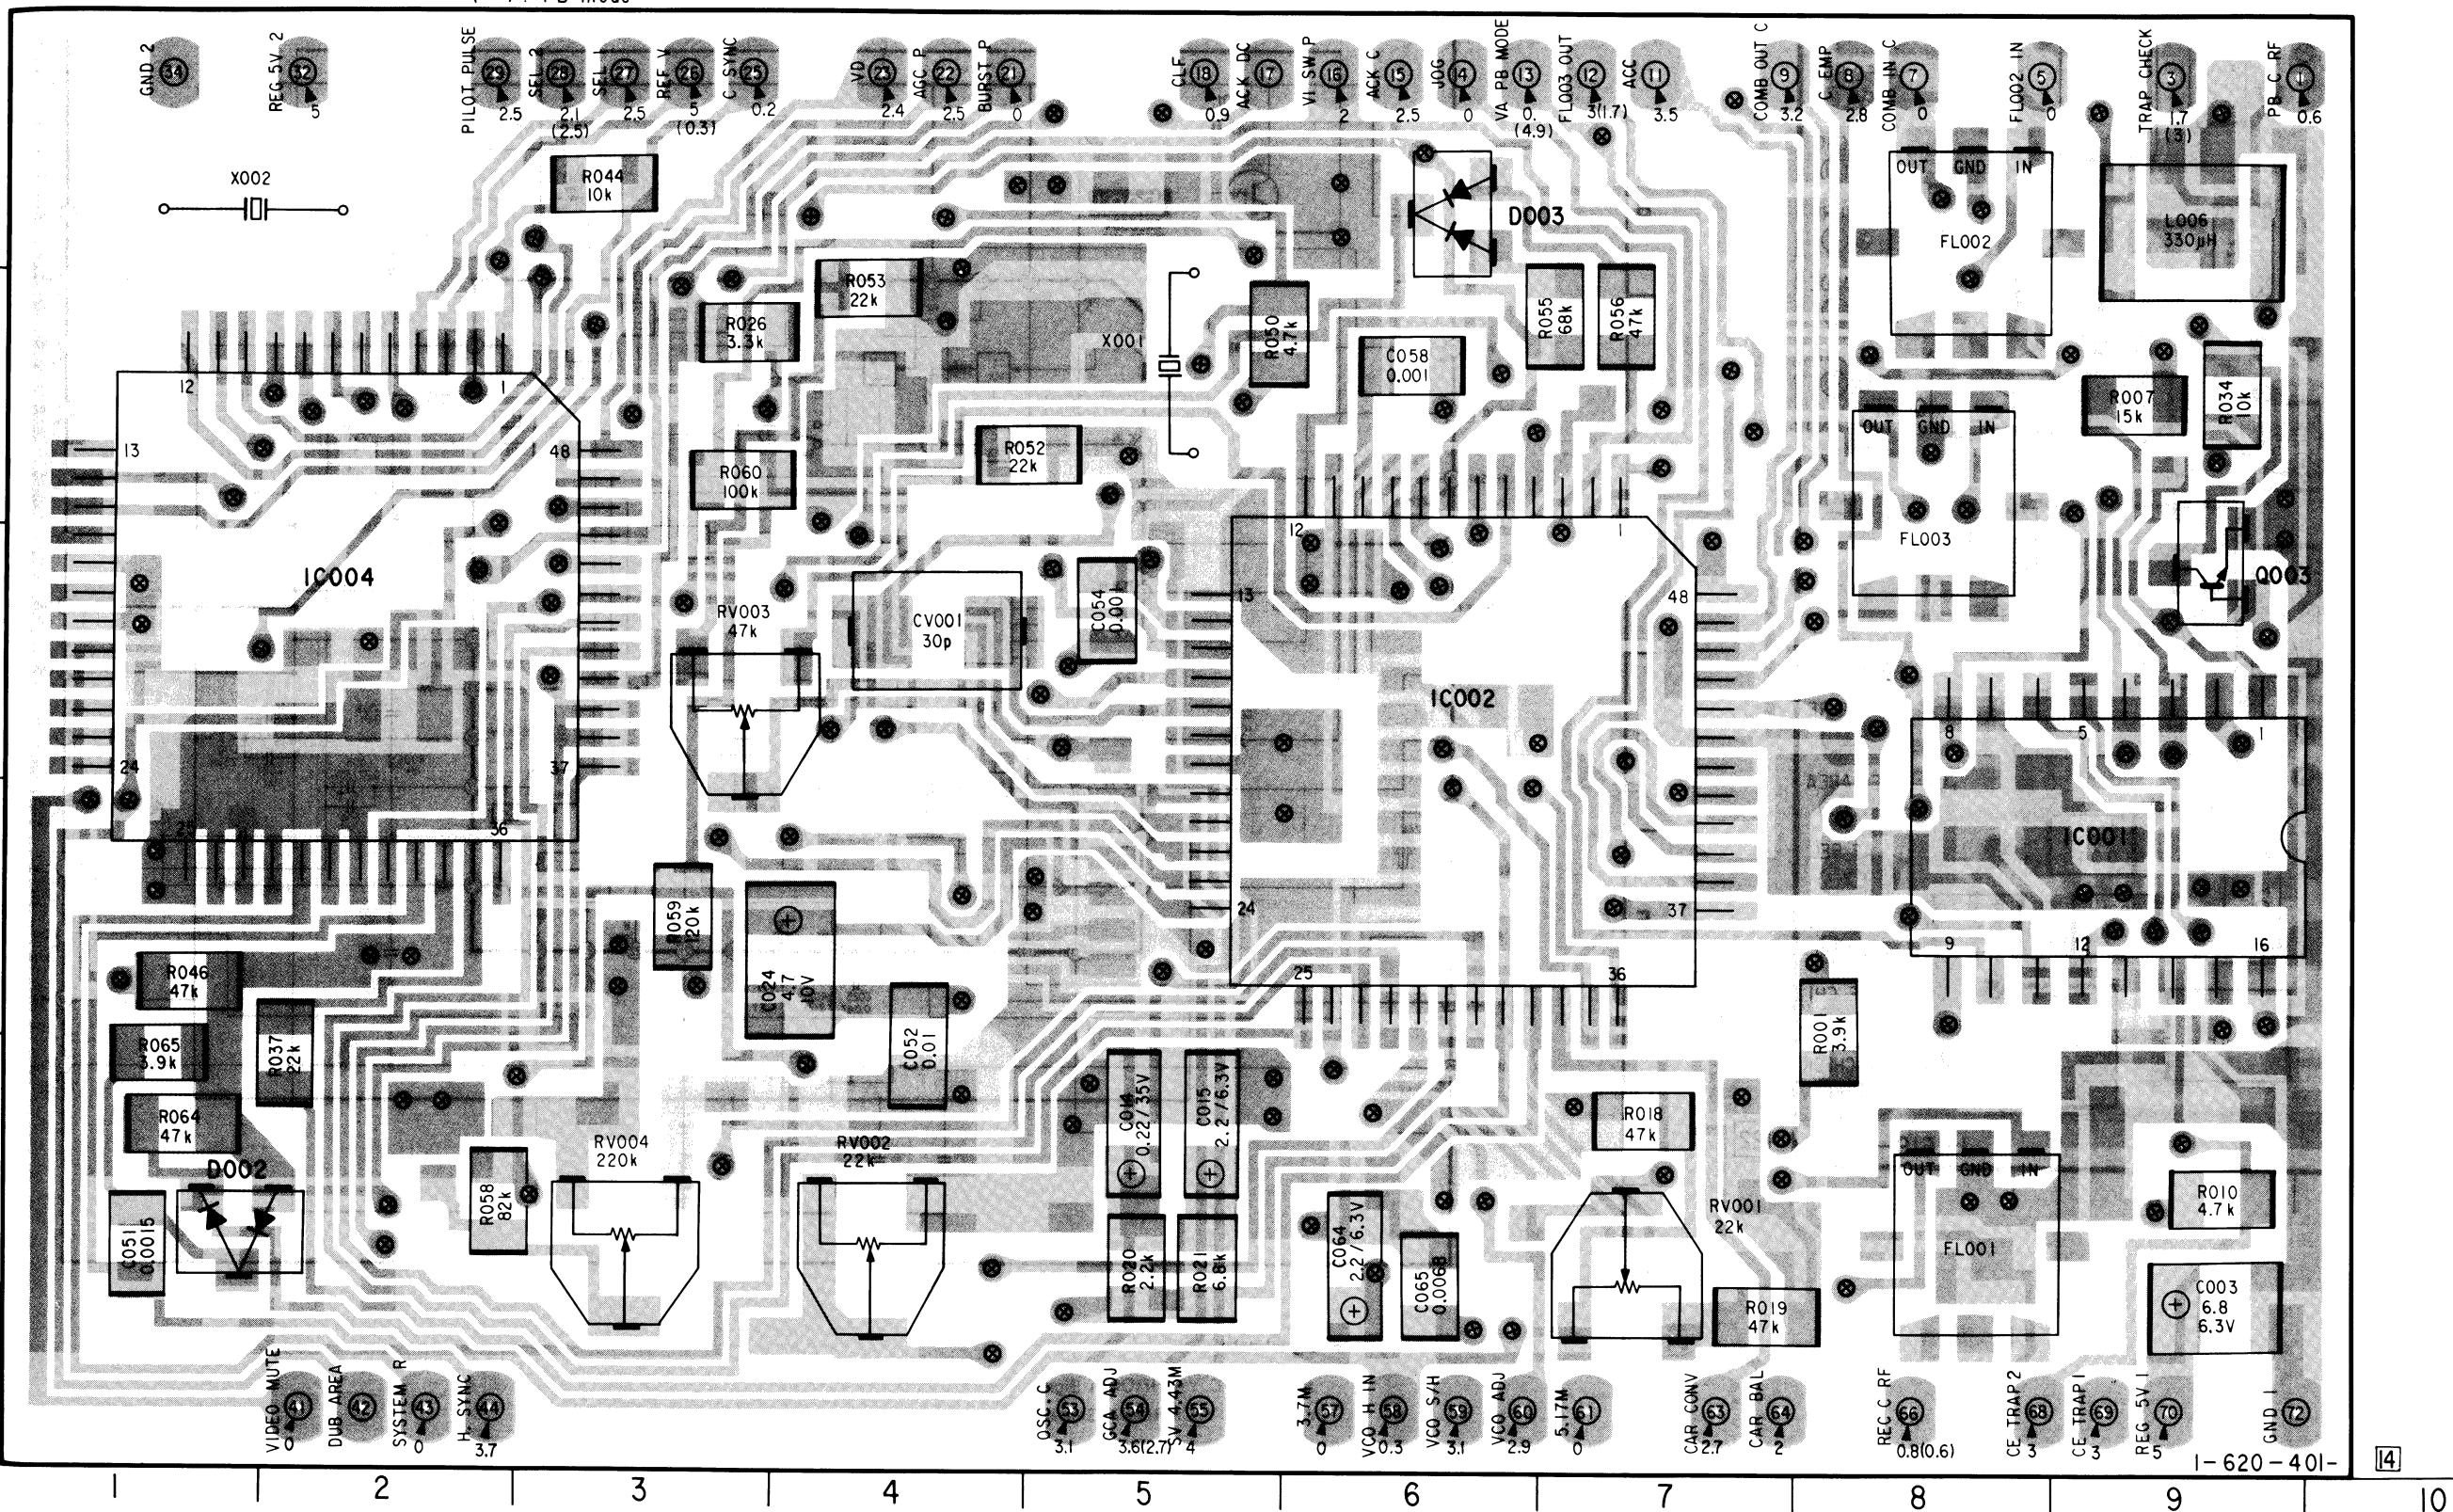 GND 2
34
REG 5V 2
32
5
PILOT PULSE
29
2.5
SEL 2
28
2.1
(2.5)
SEL 1
27
2.5
REF V
26
5
(0.3)
C SYNC
25
0.2
VD
23
2.4
AGC P
22
2.5
BURST P
21
0
CLF
18
0.9
ACK DC
17
VI SW P
16
2
ACK C
15
2.5
JOG
14
0
VA PB MODE
13
0.
(4.9)
FL003 OUT
12
3(1.7)
ACC
11
3.5
COMB OUT C
9
3.2
C EMP
8
2.8
COMB IN C
7
0
FL002 IN
5
0
TRAP CHECK
3
1.7
(3)
PB C RF
1
0.6
X002
R044
10k
D003
OUT GND IN
FL002
L006
330μH
R053
22k
R026
3.3k
X001
R050
4.7k
C058
0.001
R055
68k
R056
47k
R007
15k
R034
10k
12
1
13
48
IC004
24
37
25
36
R060
100k
R052
22k
OUT GND IN
FL003
Q003
RV003
47k
CV001
30p
C054
0.001
12
1
13
48
IC002
24
37
25
36
8
5
1
IC001
9
12
16
R059
120k
C024
4.7
10V
R046
47k
R065
3.9k
R037
22k
R064
47k
D002
C051
0.0015
R058
82k
RV004
220k
RV002
22k
C052
0.01
C014
0.22/35V
C015
2.2/6.3V
R020
2.2k
R021
6.8k
C064
2.2/6.3V
C065
0.0068
R018
47k
R001
3.9k
RV001
22k
R019
47k
OUT GND IN
FL001
R010
4.7k
C003
6.8
6.3V
VIDEO MUTE
41
0
DUB AREA
42
SYSTEM R
43
0
H. SYNC
44
3.7
OSC. C
53
3.1
GCA ADJ
54
3.6(2.7)
5V 4.43M
55
4
3.7M
57
0
VCO H IN
58
0.3
VCO S/H
59
3.1
VCO ADJ
60
2.9
5.17M
61
0
CAR CONV
63
2.7
CAR BAL
64
2
REC C RF
66
0.8(0.6)
CE TRAP 2
68
3
CE TRAP 1
69
3
REG 5V 1
70
5
GND 1
72
1-620-401-
14
1 2 3 4 5 6 7 8 9 10